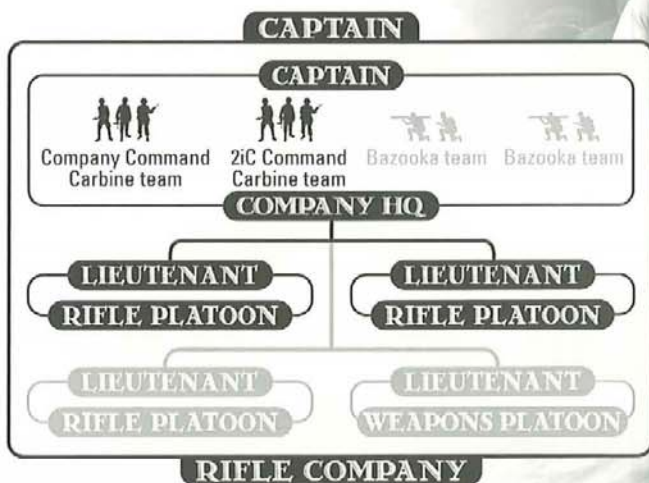 CAPTAIN
CAPTAIN
Company Command
Carbine team
2iC Command
Carbine team
Bazooka team
Bazooka team
COMPANY HQ
LIEUTENANT
RIFLE PLATOON
LIEUTENANT
RIFLE PLATOON
LIEUTENANT
RIFLE PLATOON
LIEUTENANT
WEAPONS PLATOON
RIFLE COMPANY